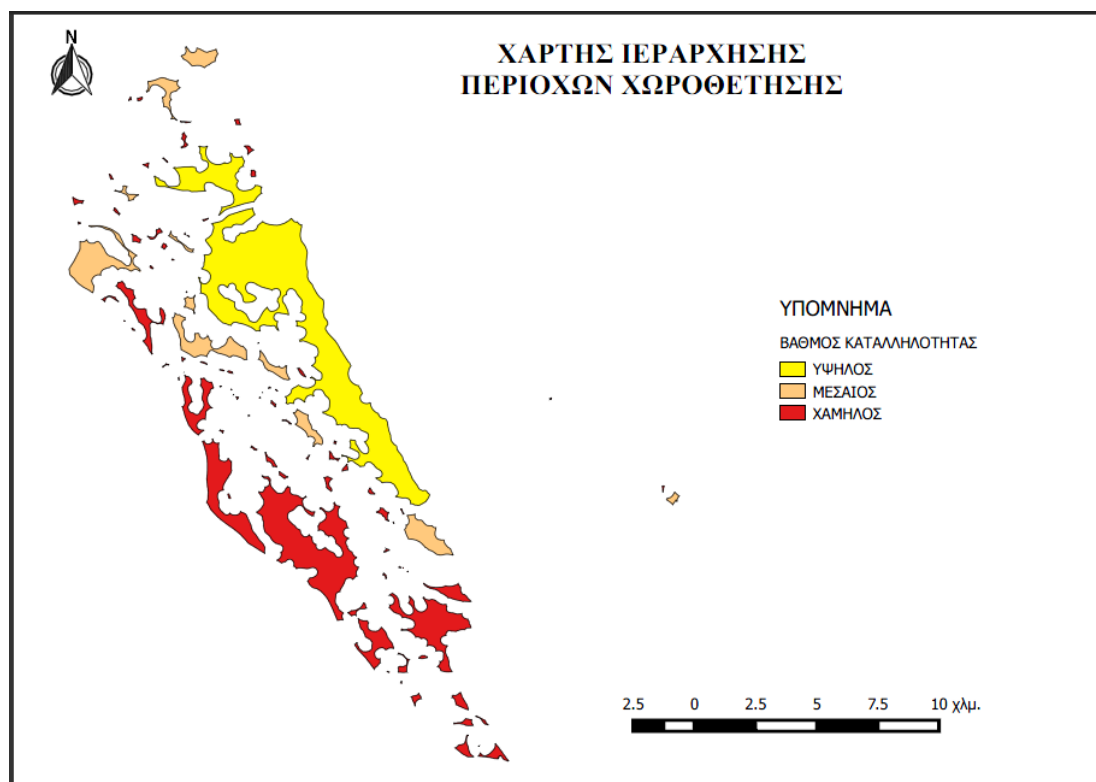 N
ΧΑΡΤΗΣ ΙΕΡΑΡΧΗΣΗΣ
ΠΕΡΙΟΧΩΝ ΧΩΡΟΘΕΤΗΣΗΣ
ΥΠΟΜΝΗΜΑ
ΒΑΘΜΟΣ ΚΑΤΑΛΛΗΛΟΤΗΤΑΣ
ΥΨΗΛΟΣ
ΜΕΣΑΙΟΣ
ΧΑΜΗΛΟΣ
2.5 0 2.5 5 7.5 10 χλμ.